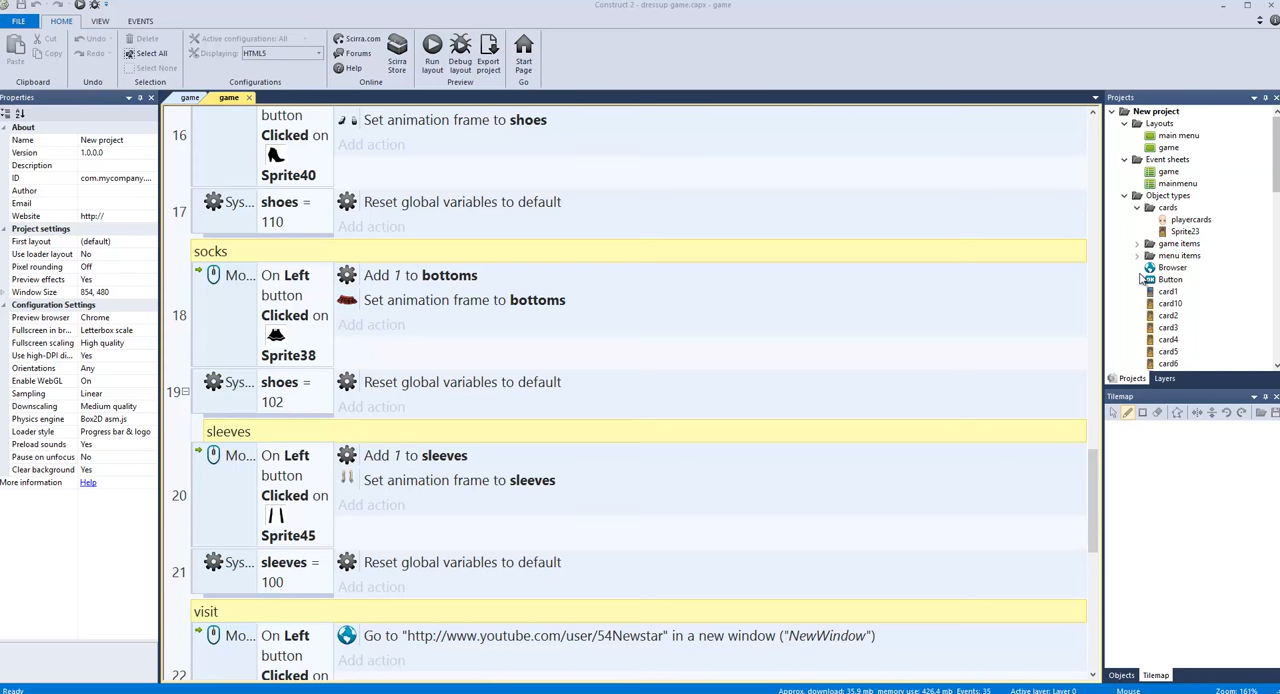 Construct 2 - dressup game.capx - game
FILE HOME VIEW EVENTS
Paste Cut Copy Undo Redo Delete Select All Select None Active configurations: All Displaying: HTML5 Scirra.com Forums Help Scirra Store Run layout Debug layout Export project Start Page
Clipboard Undo Selection Configurations Online Preview Go
Properties
About
Name New project
Version 1.0.0.0
Description
ID com.mycompany....
Author
Email
Website http://
Project settings
First layout (default)
Use loader layout No
Pixel rounding Off
Preview effects Yes
Window Size 854, 480
Configuration Settings
Preview browser Chrome
Fullscreen in br... Letterbox scale
Fullscreen scaling High quality
Use high-DPI di... Yes
Orientations Any
Enable WebGL On
Sampling Linear
Downscaling Medium quality
Physics engine Box2D asm.js
Loader style Progress bar & logo
Preload sounds Yes
Pause on unfocus No
Clear background Yes
More information Help
game game
16 button Clicked on Sprite40 Set animation frame to shoes
Add action
17 Sys... shoes = 110 Reset global variables to default
Add action
socks
18 Mo... On Left button Clicked on Sprite38 Add 1 to bottoms
Set animation frame to bottoms
Add action
19 Sys... shoes = 102 Reset global variables to default
Add action
sleeves
20 Mo... On Left button Clicked on Sprite45 Add 1 to sleeves
Set animation frame to sleeves
Add action
21 Sys... sleeves = 100 Reset global variables to default
Add action
visit
22 Mo... On Left button Clicked on Go to "http://www.youtube.com/user/54Newstar" in a new window ("NewWindow")
Add action
Projects
New project
Layouts
main menu
game
Event sheets
game
mainmenu
Object types
cards
playercards
Sprite23
game items
menu items
Browser
Button
card1
card10
card2
card3
card4
card5
card6
Projects Layers
Tilemap
Objects Tilemap
Ready Approx. download: 35.9 mb, memory use: 426.4 mb Events: 35 Active layer: Layer 0 Mouse Zoom: 161%